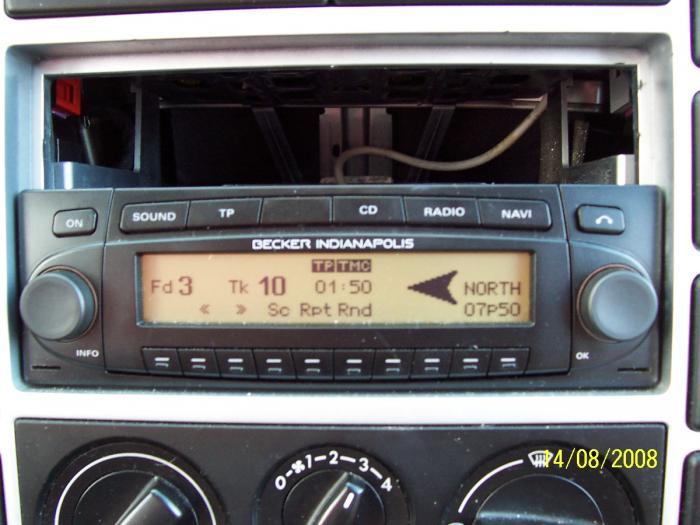 ON SOUND TP CD RADIO NAVI
BECKER INDIANAPOLIS
TP TMC
Fd 3 Tk 10 01:50 NORTH
« » Sc Rpt Rnd 07P50
INFO OK
0 1 2 3 4
14/08/2008